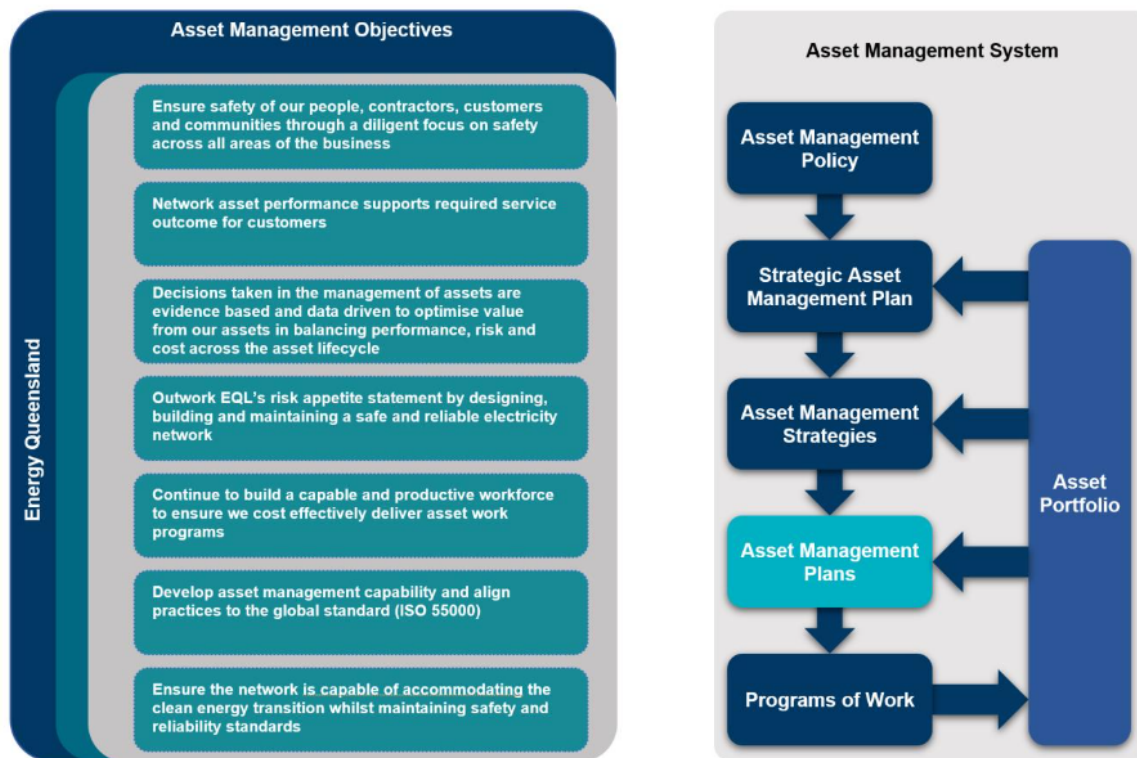 Asset Management Objectives
Energy Queensland
Ensure safety of our people, contractors, customers
and communities through a diligent focus on safety
across all areas of the business
Network asset performance supports required service
outcome for customers
Decisions taken in the management of assets are
evidence based and data driven to optimise value
from our assets in balancing performance, risk and
cost across the asset lifecycle
Outwork EQL's risk appetite statement by designing,
building and maintaining a safe and reliable electricity
network
Continue to build a capable and productive workforce
to ensure we cost effectively deliver asset work
programs
Develop asset management capability and align
practices to the global standard (ISO 55000)
Ensure the network is capable of accommodating the
clean energy transition whilst maintaining safety and
reliability standards
Asset Management System
Asset Management
Policy
Strategic Asset
Management Plan
Asset Management
Strategies
Asset Management
Plans
Programs of Work
Asset
Portfolio